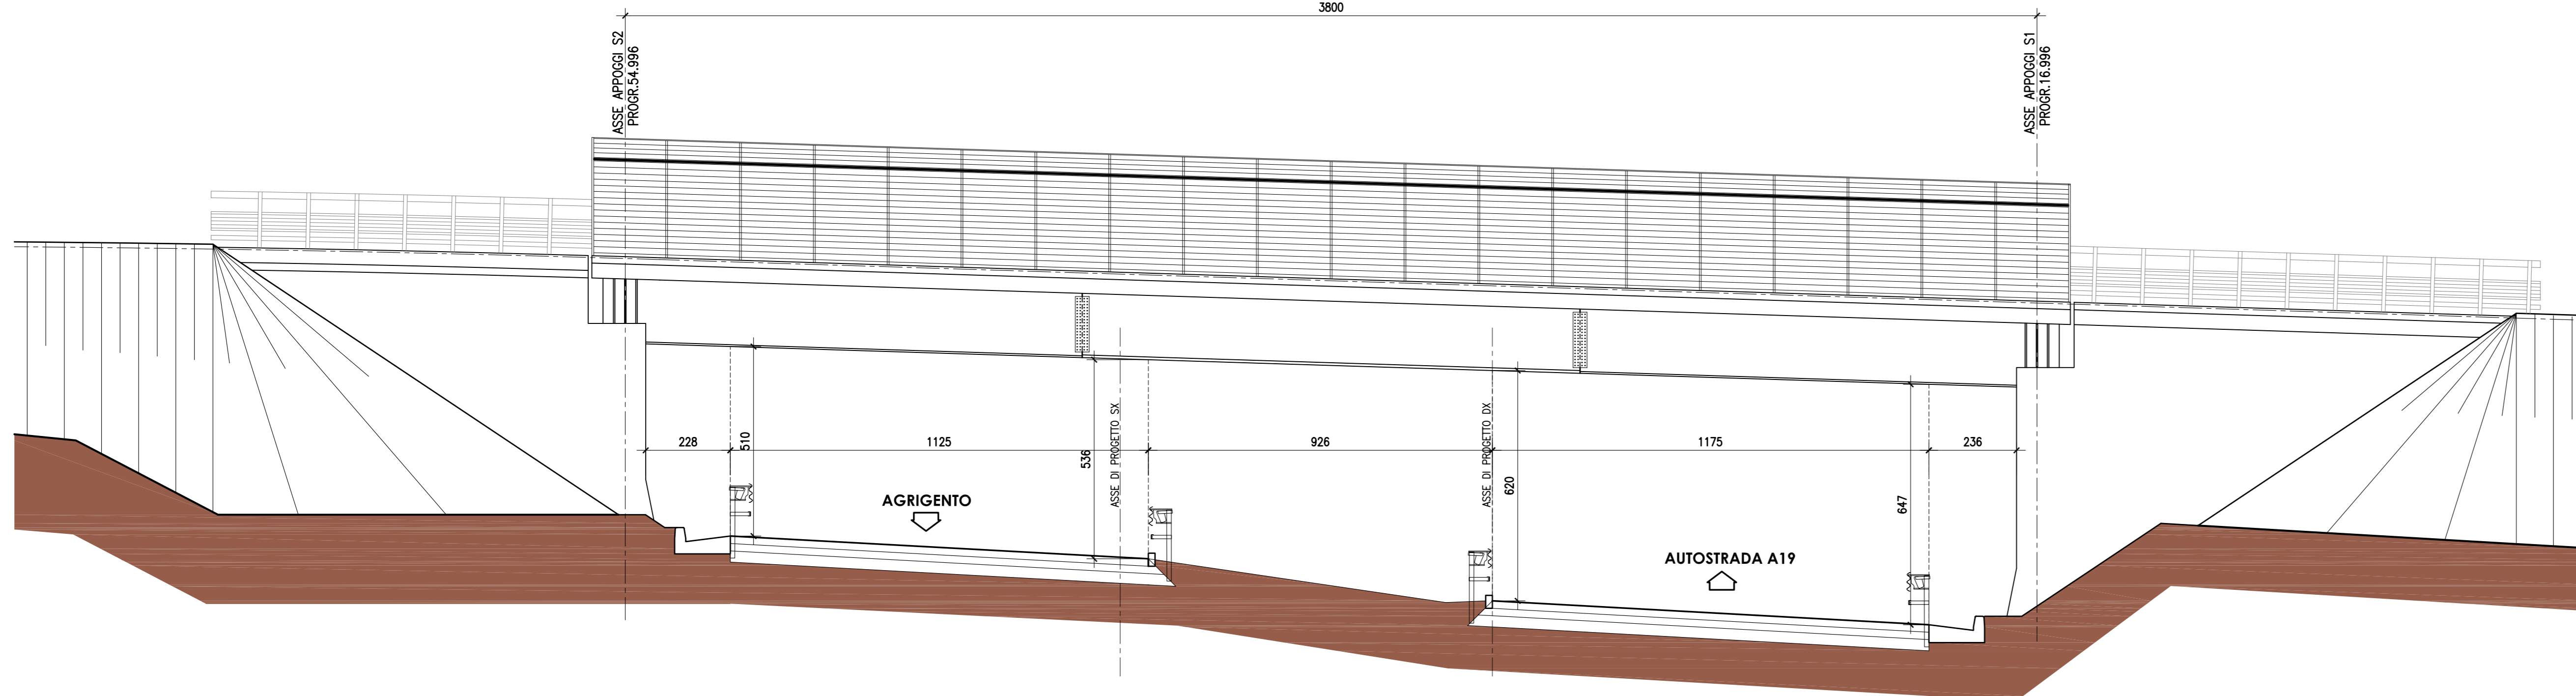 3800
ASSE APPOGGI S2
PROGR.54.996
ASSE APPOGGI S1
PROGR.16.996
228
510
1125
536
ASSE DI PROGETTO SX
926
ASSE DI PROGETTO DX
620
1175
647
236
AGRIGENTO
AUTOSTRADA A19